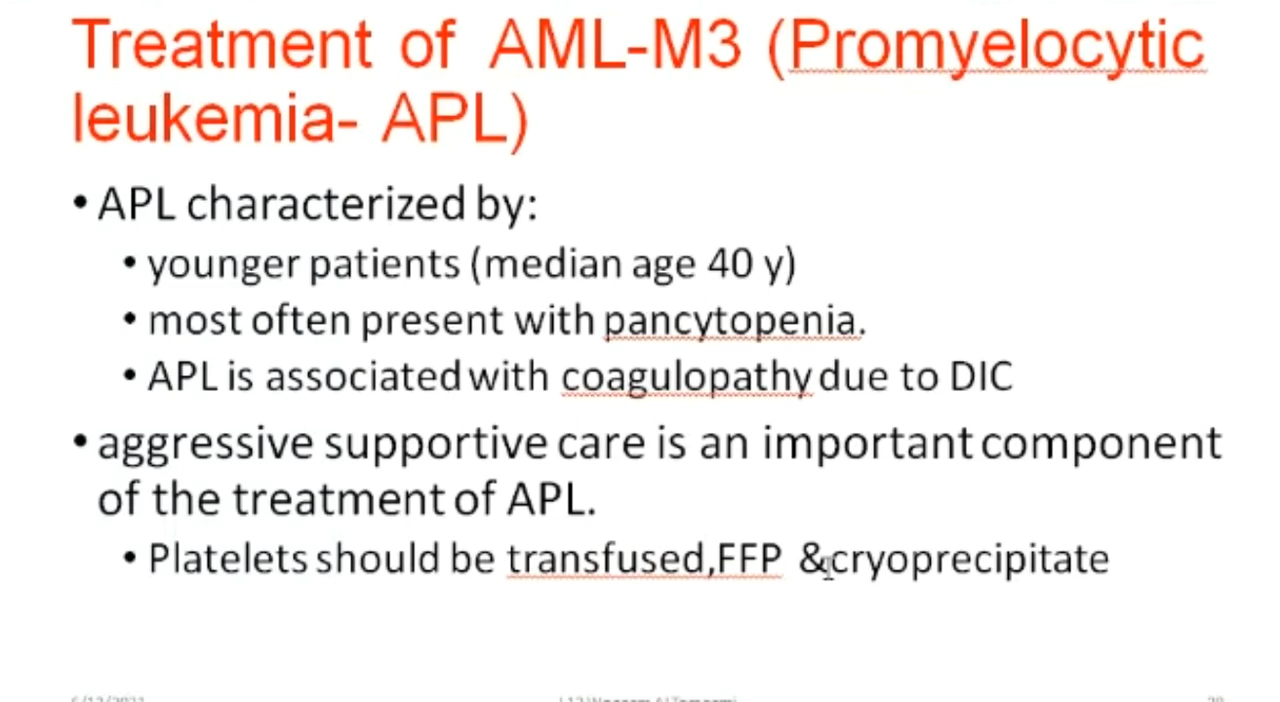 Treatment of AML-M3 (Promyelocytic
leukemia- APL)
• APL characterized by:
• younger patients (median age 40 y)
• most often present with pancytopenia.
• APL is associated with coagulopathy due to DIC
• aggressive supportive care is an important component
of the treatment of APL.
• Platelets should be transfused,FFP &cryoprecipitate